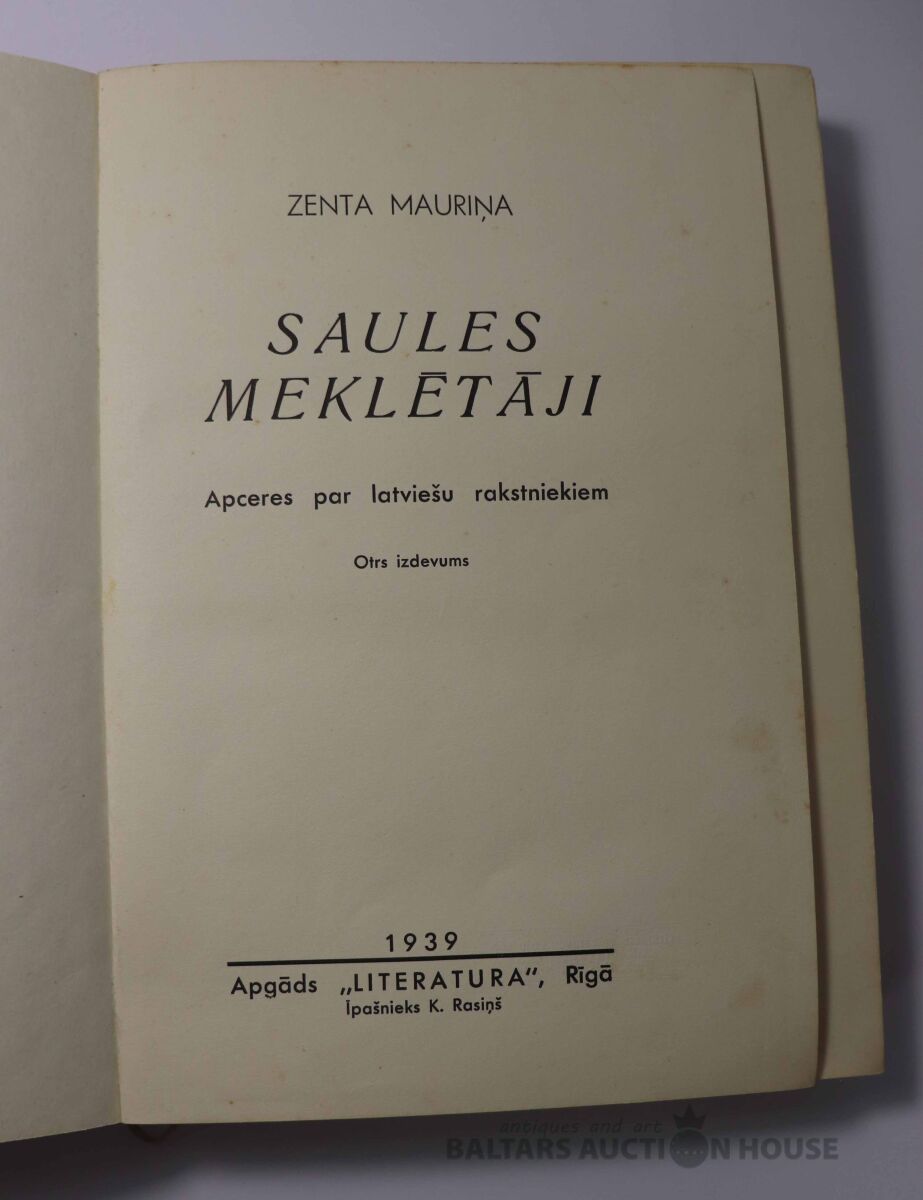 ZENTA MAURIŅA
SAULES
MEKLĒTĀJI
Apceres par latviešu rakstniekiem
Otrs izdevums
1939
Apgāds „LITERATURA“, Rīgā
Īpašnieks K. Rasiņš
antiques and art
BALTARS AUCTION HOUSE